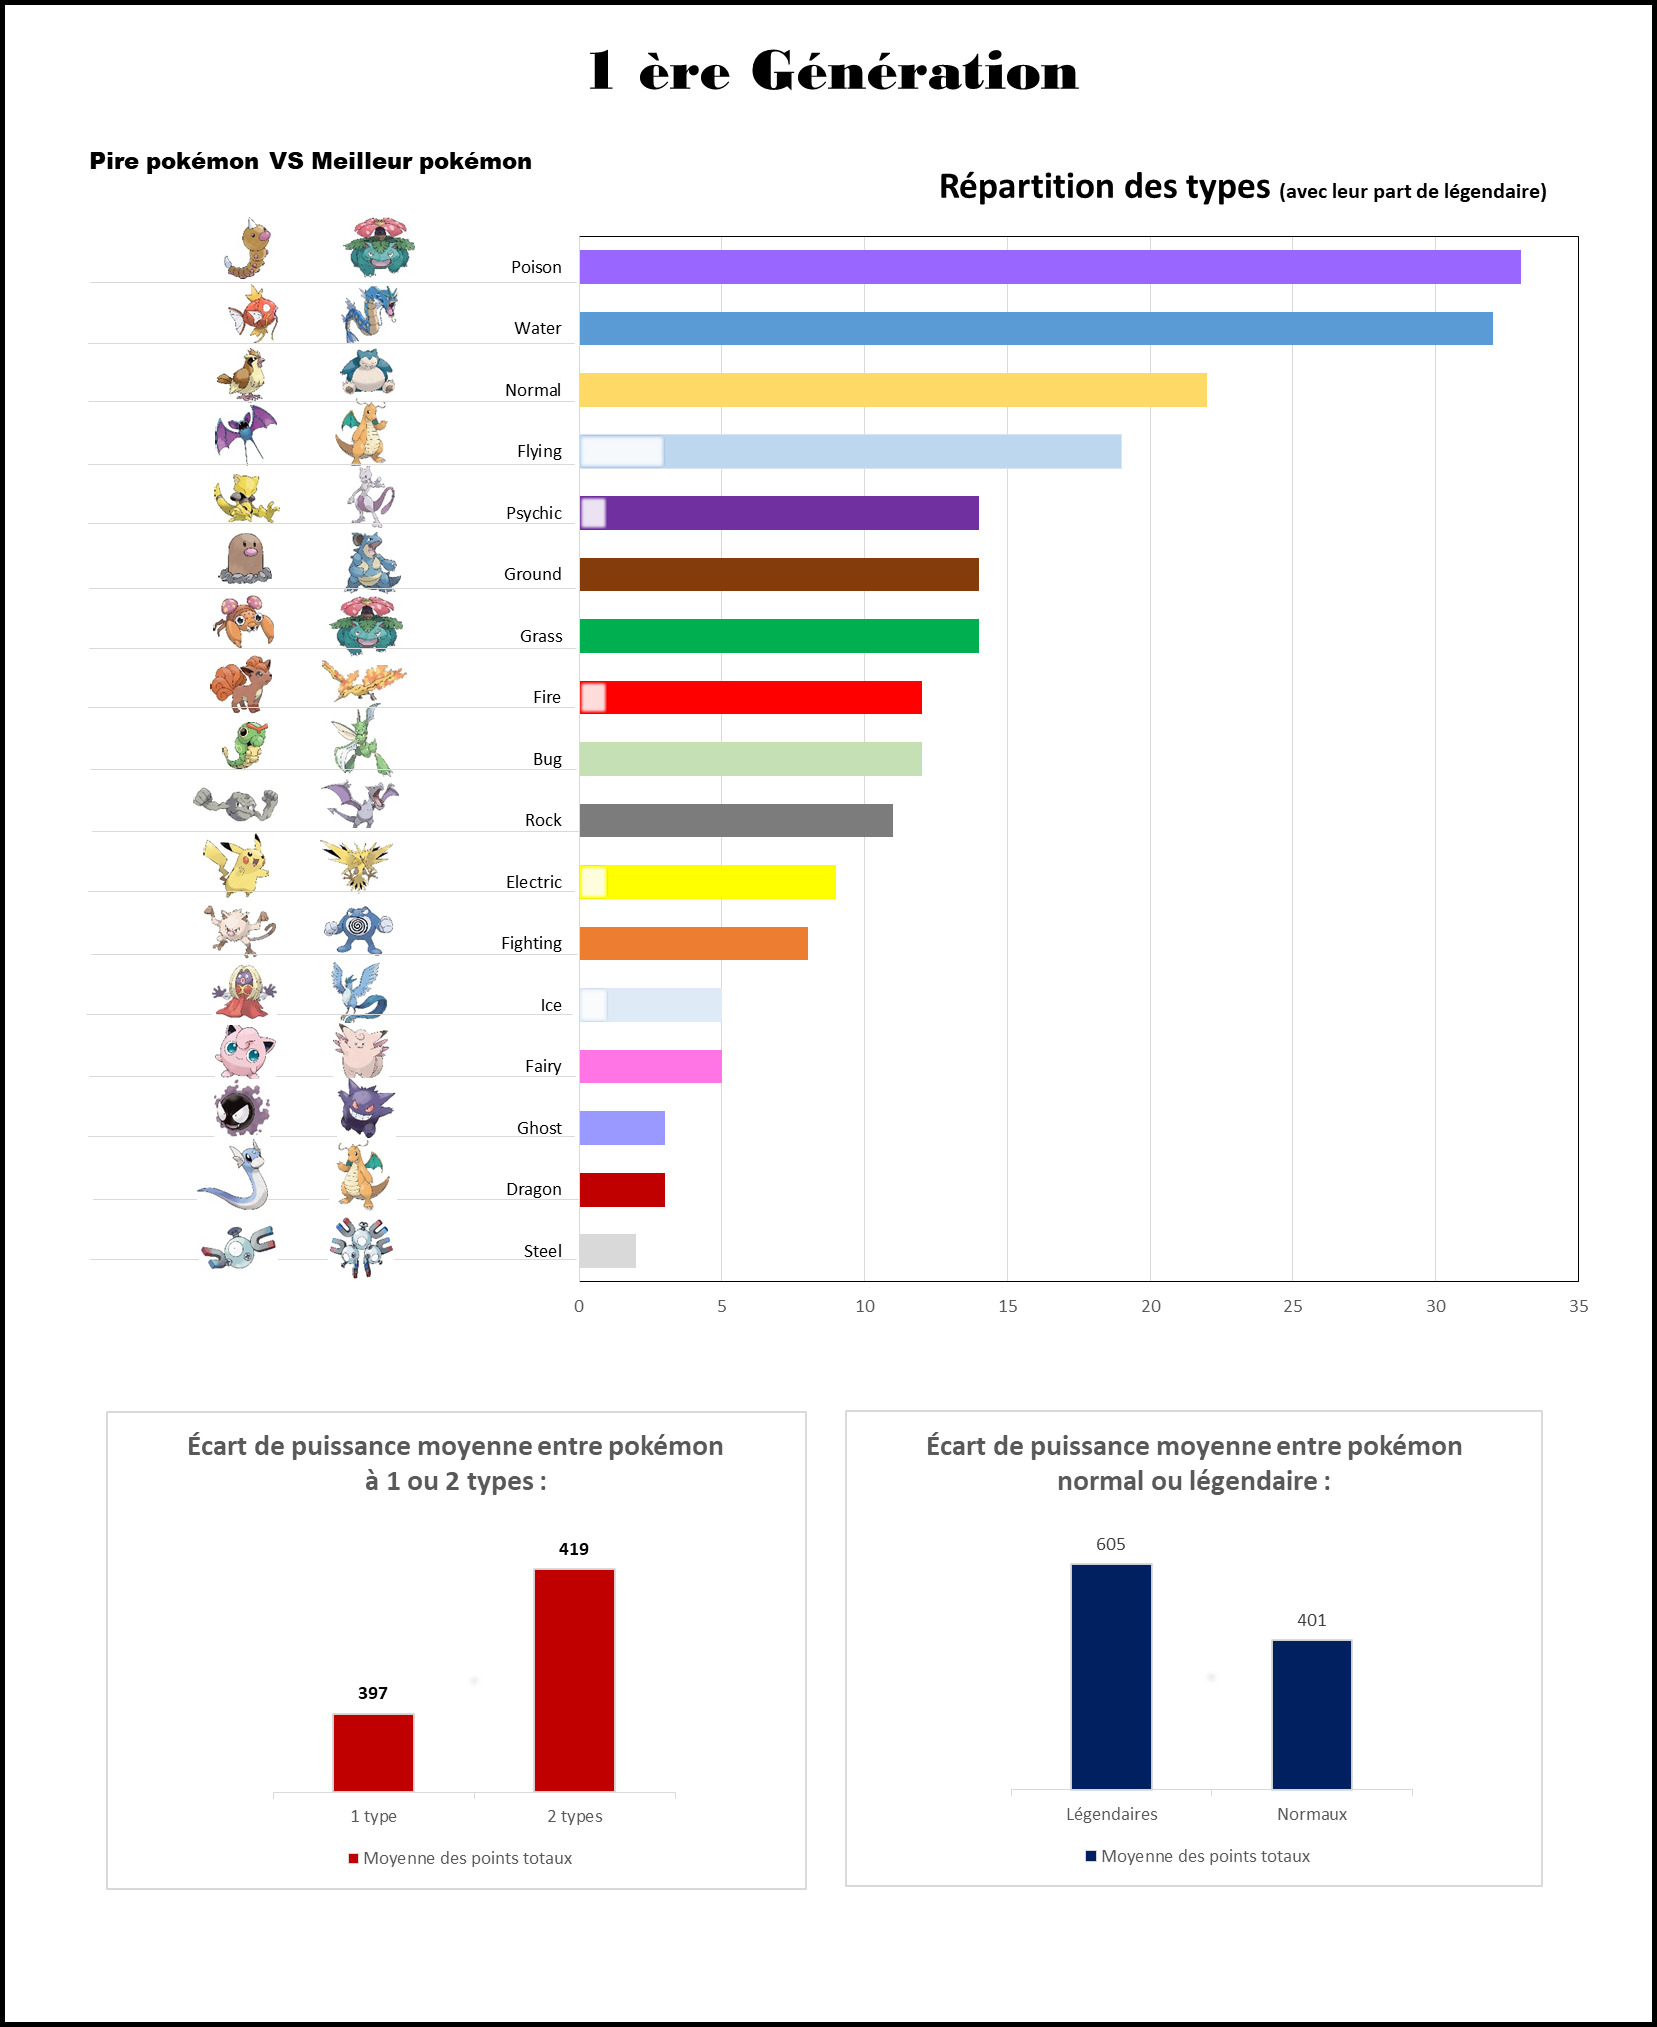 1 ère Génération
Pire pokémon VS Meilleur pokémon
Répartition des types (avec leur part de légendaire)
Poison
Water
Normal
Flying
Psychic
Ground
Grass
Fire
Bug
Rock
Electric
Fighting
Ice
Fairy
Ghost
Dragon
Steel
0 5 10 15 20 25 30 35
Écart de puissance moyenne entre pokémon
à 1 ou 2 types :
419
397
1 type 2 types
Moyenne des points totaux
Écart de puissance moyenne entre pokémon
normal ou légendaire :
605
401
Légendaires Normaux
Moyenne des points totaux